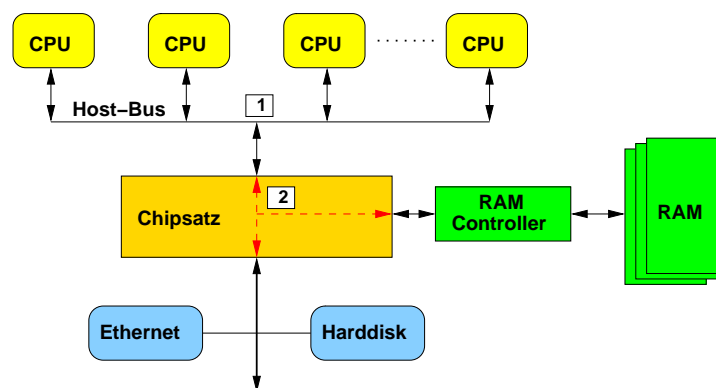 CPU
CPU
CPU
CPU
Host–Bus
1
2
Chipsatz
RAM
Controller
RAM
Ethernet
Harddisk